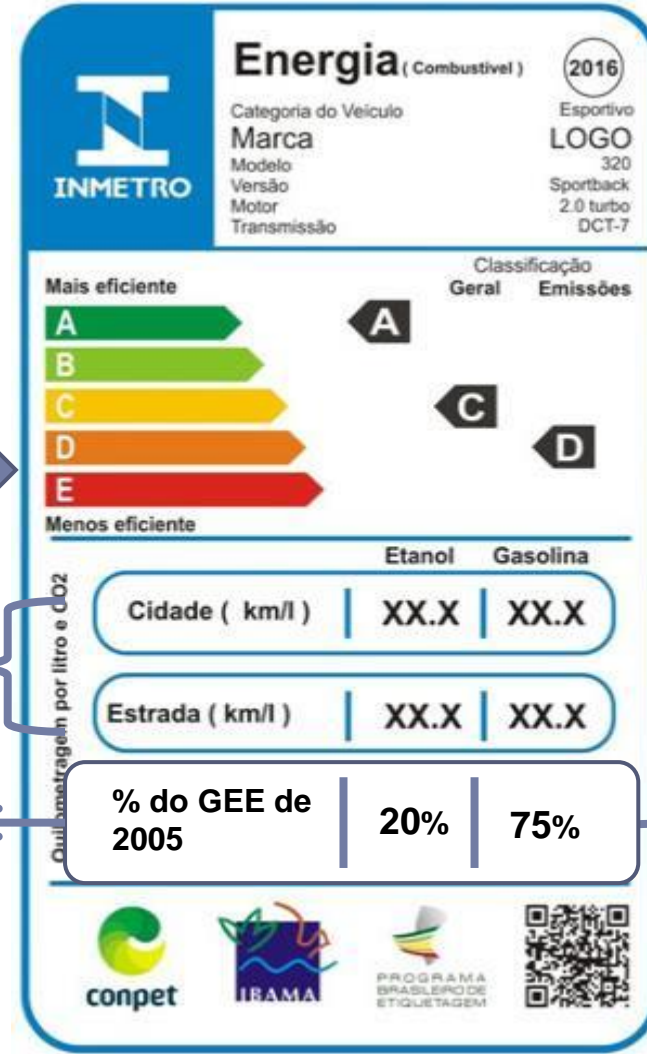 INMETRO
Energia ( Combustivel ) 2016
Categoria do Veículo Esportivo
Marca LOGO
Modelo 320
Versão Sportback
Motor 2.0 turbo
Transmissão DCT-7
Classificação
Mais eficiente Geral Emissões
A A
B
C C
D D
E
Menos eficiente
Etanol Gasolina
Quilometragem por litro e CO2
Cidade ( km/l ) XX.X XX.X
Estrada ( km/l ) XX.X XX.X
% do GEE de
2005 20% 75%
conpet
IBAMA
PROGRAMA
BRASILEIRO DE
ETIQUETAGEM